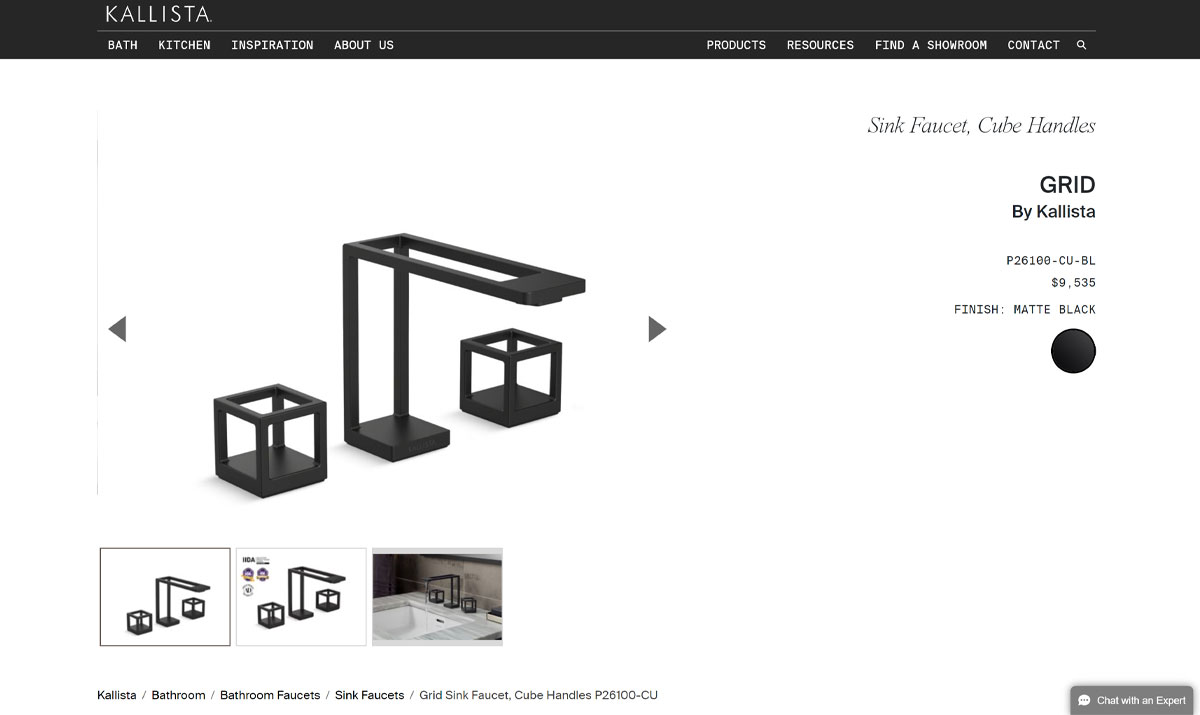 KALLISTA.
BATH KITCHEN INSPIRATION ABOUT US PRODUCTS RESOURCES FIND A SHOWROOM CONTACT
Sink Faucet, Cube Handles
GRID
By Kallista
P26100-CU-BL
$9,535
FINISH: MATTE BLACK
IIDA
Kallista / Bathroom / Bathroom Faucets / Sink Faucets / Grid Sink Faucet, Cube Handles P26100-CU
Chat with an Expert